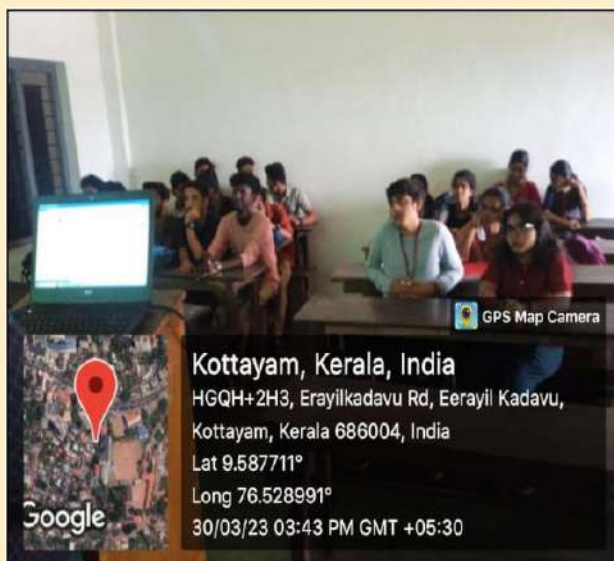 GPS Map Camera
Kottayam, Kerala, India
HGQH+2H3, Erayilkadavu Rd, Eerayil Kadavu,
Kottayam, Kerala 686004, India
Lat 9.587711°
Long 76.528991°
30/03/23 03:43 PM GMT +05:30
Google